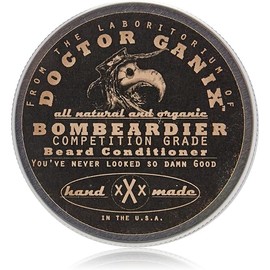 FROM THE LABORITORIUM OF
DOCTOR GANIX
all natural and organic
BOMBEARDIER
COMPETITION GRADE
Beard Conditioner
YOU'VE NEVER LOOKED SO DAMN GOOD
hand xXx made
IN THE U.S.A.